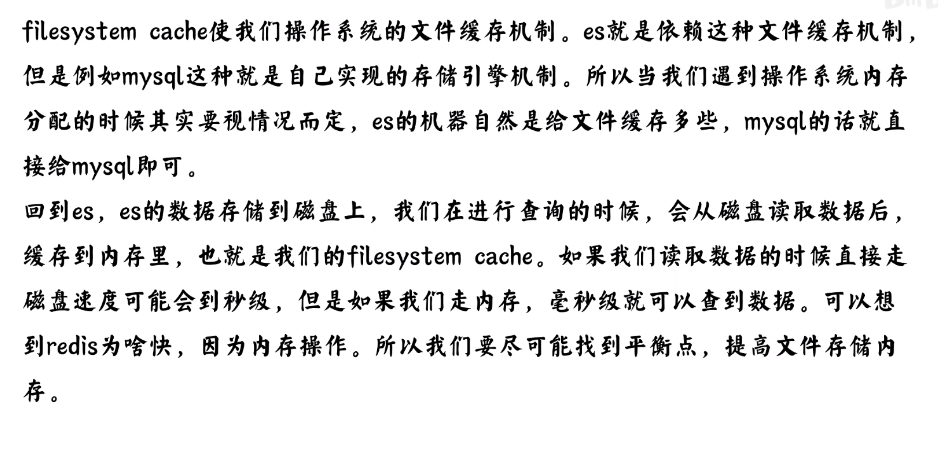 filesystem cache使我们操作系统的文件缓存机制。es就是依赖这种文件缓存机制，
但是例如mysql这种就是自己实现的存储引擎机制。所以当我们遇到操作系统内存
分配的时候其实要视情况而定，es的机器自然是给文件缓存多些，mysql的话就直
接给mysql即可。
回到es，es的数据存储到磁盘上，我们在进行查询的时候，会从磁盘读取数据后，
缓存到内存里，也就是我们的filesystem cache。如果我们读取数据的时候直接走
磁盘速度可能会到秒级，但是如果我们走内存，毫秒级就可以查到数据。可以想
到redis为啥快，因为内存操作。所以我们要尽可能找到平衡点，提高文件存储内
存。